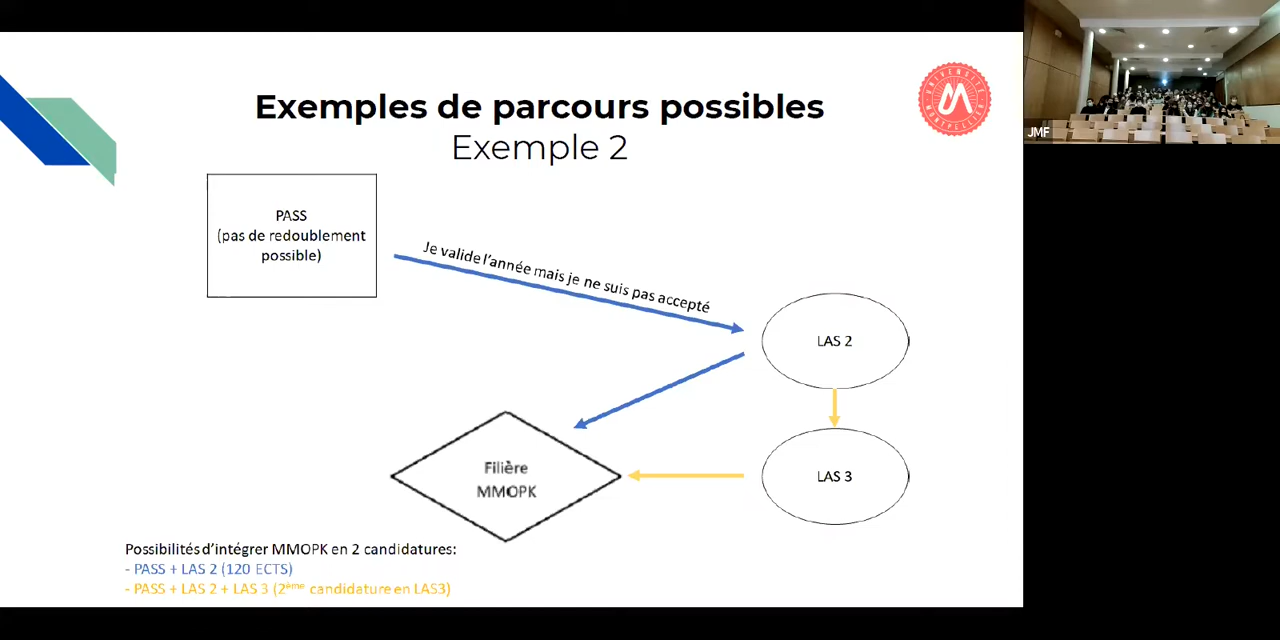 Exemples de parcours possibles
Exemple 2
UNIVERSITÉ
MONTPELLIER
JMF
PASS
(pas de redoublement
possible)
Je valide l'année mais je ne suis pas accepté
LAS 2
LAS 3
Filière
MMOPK
Possibilités d'intégrer MMOPK en 2 candidatures:
- PASS + LAS 2 (120 ECTS)
- PASS + LAS 2 + LAS 3 (2ème candidature en LAS3)